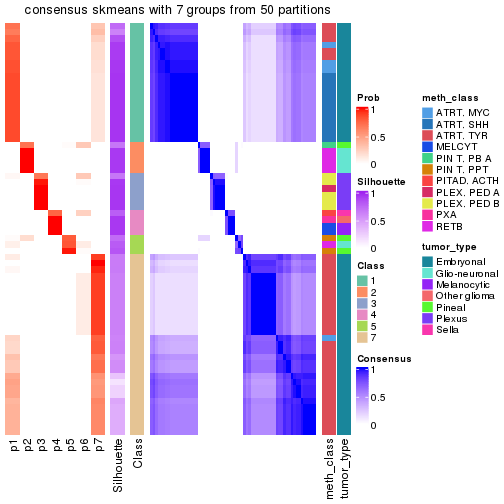 consensus skmeans with 7 groups from 50 partitions
p1
p2
p3
p4
p5
p6
p7
Silhouette
Class
meth_class
tumor_type
Prob
1
0.5
0
Silhouette
1
0.5
0
Class
1
2
3
4
5
7
Consensus
1
0.5
0
meth_class
ATRT, MYC
ATRT, SHH
ATRT, TYR
MELCYT
PIN T, PB A
PIN T, PPT
PITAD, ACTH
PLEX, PED A
PLEX, PED B
PXA
RETB
tumor_type
Embryonal
Glio-neuronal
Melanocytic
Other glioma
Pineal
Plexus
Sella